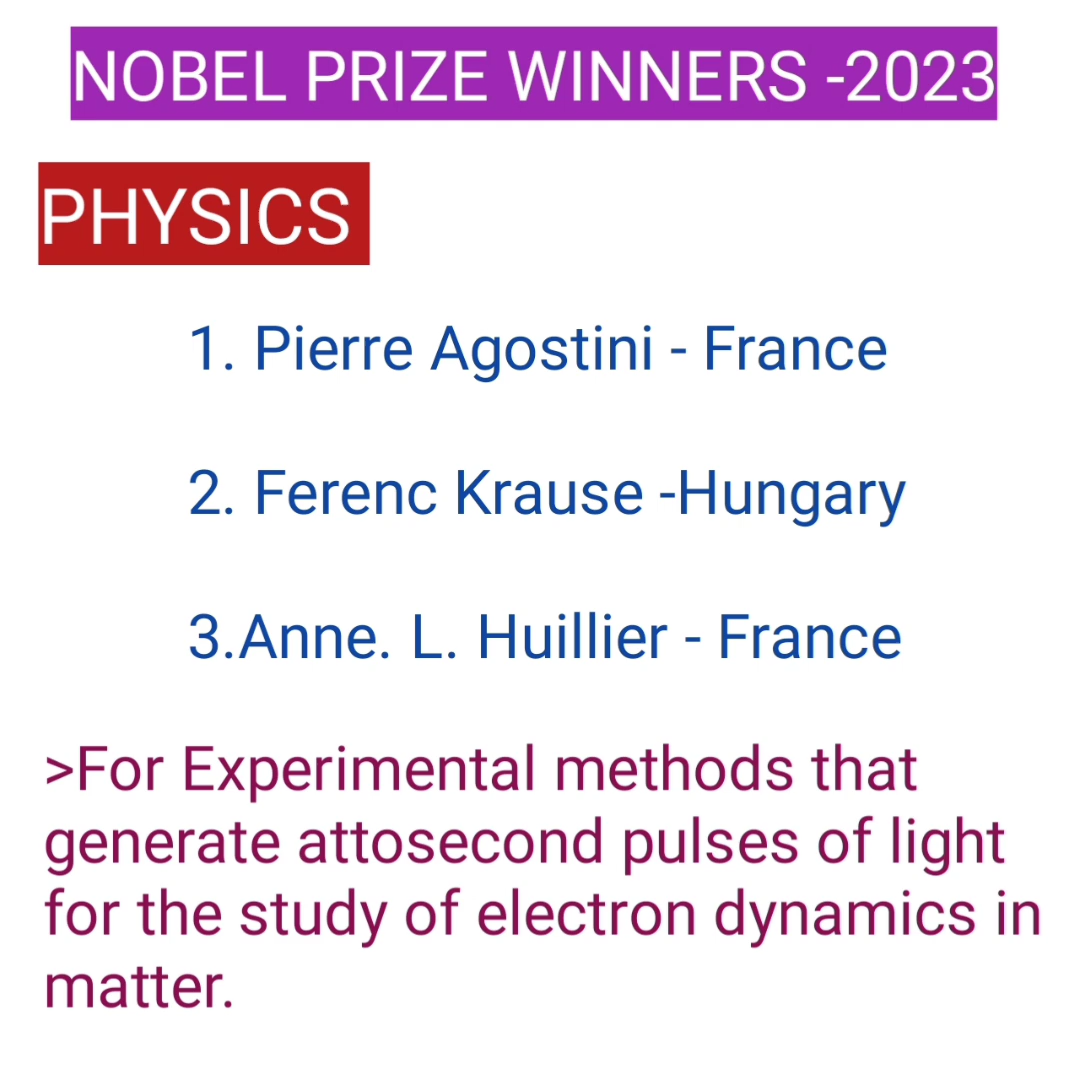 NOBEL PRIZE WINNERS -2023
PHYSICS
1. Pierre Agostini - France
2. Ferenc Krause -Hungary
3.Anne. L. Huillier - France
>For Experimental methods that
generate attosecond pulses of light
for the study of electron dynamics in
matter.